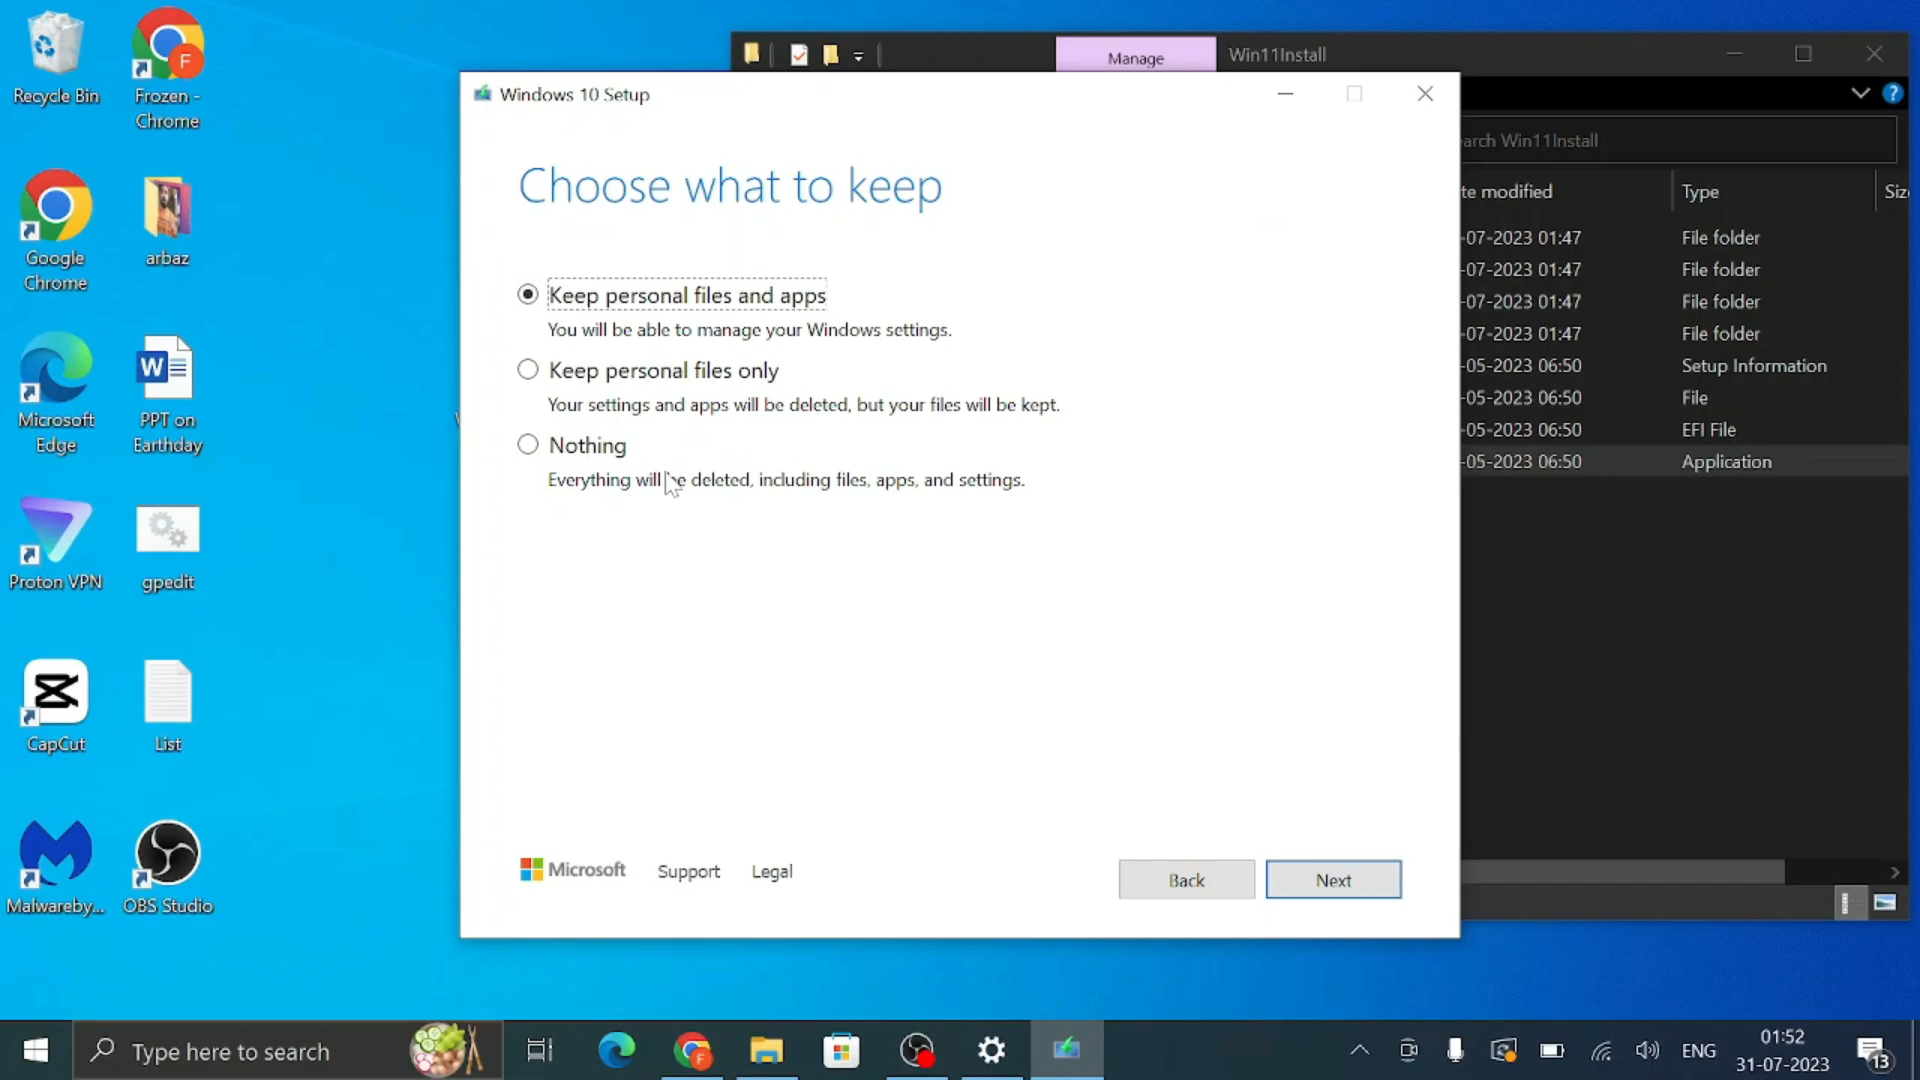 Recycle Bin
Frozen -
Chrome
Google
Chrome
arbaz
Microsoft
Edge
PPT on
Earthday
Proton VPN
gpedit
CapCut
List
Malwareby...
OBS Studio
Manage
Win11Install
Windows 10 Setup
Choose what to keep
Keep personal files and apps
You will be able to manage your Windows settings.
Keep personal files only
Your settings and apps will be deleted, but your files will be kept.
Nothing
Everything will be deleted, including files, apps, and settings.
Microsoft
Support
Legal
Back
Next
arch Win11Install
te modified
Type
Siz
-07-2023 01:47
File folder
-07-2023 01:47
File folder
-07-2023 01:47
File folder
-07-2023 01:47
File folder
-05-2023 06:50
Setup Information
-05-2023 06:50
File
-05-2023 06:50
EFI File
-05-2023 06:50
Application
Type here to search
ENG
01:52
31-07-2023
13